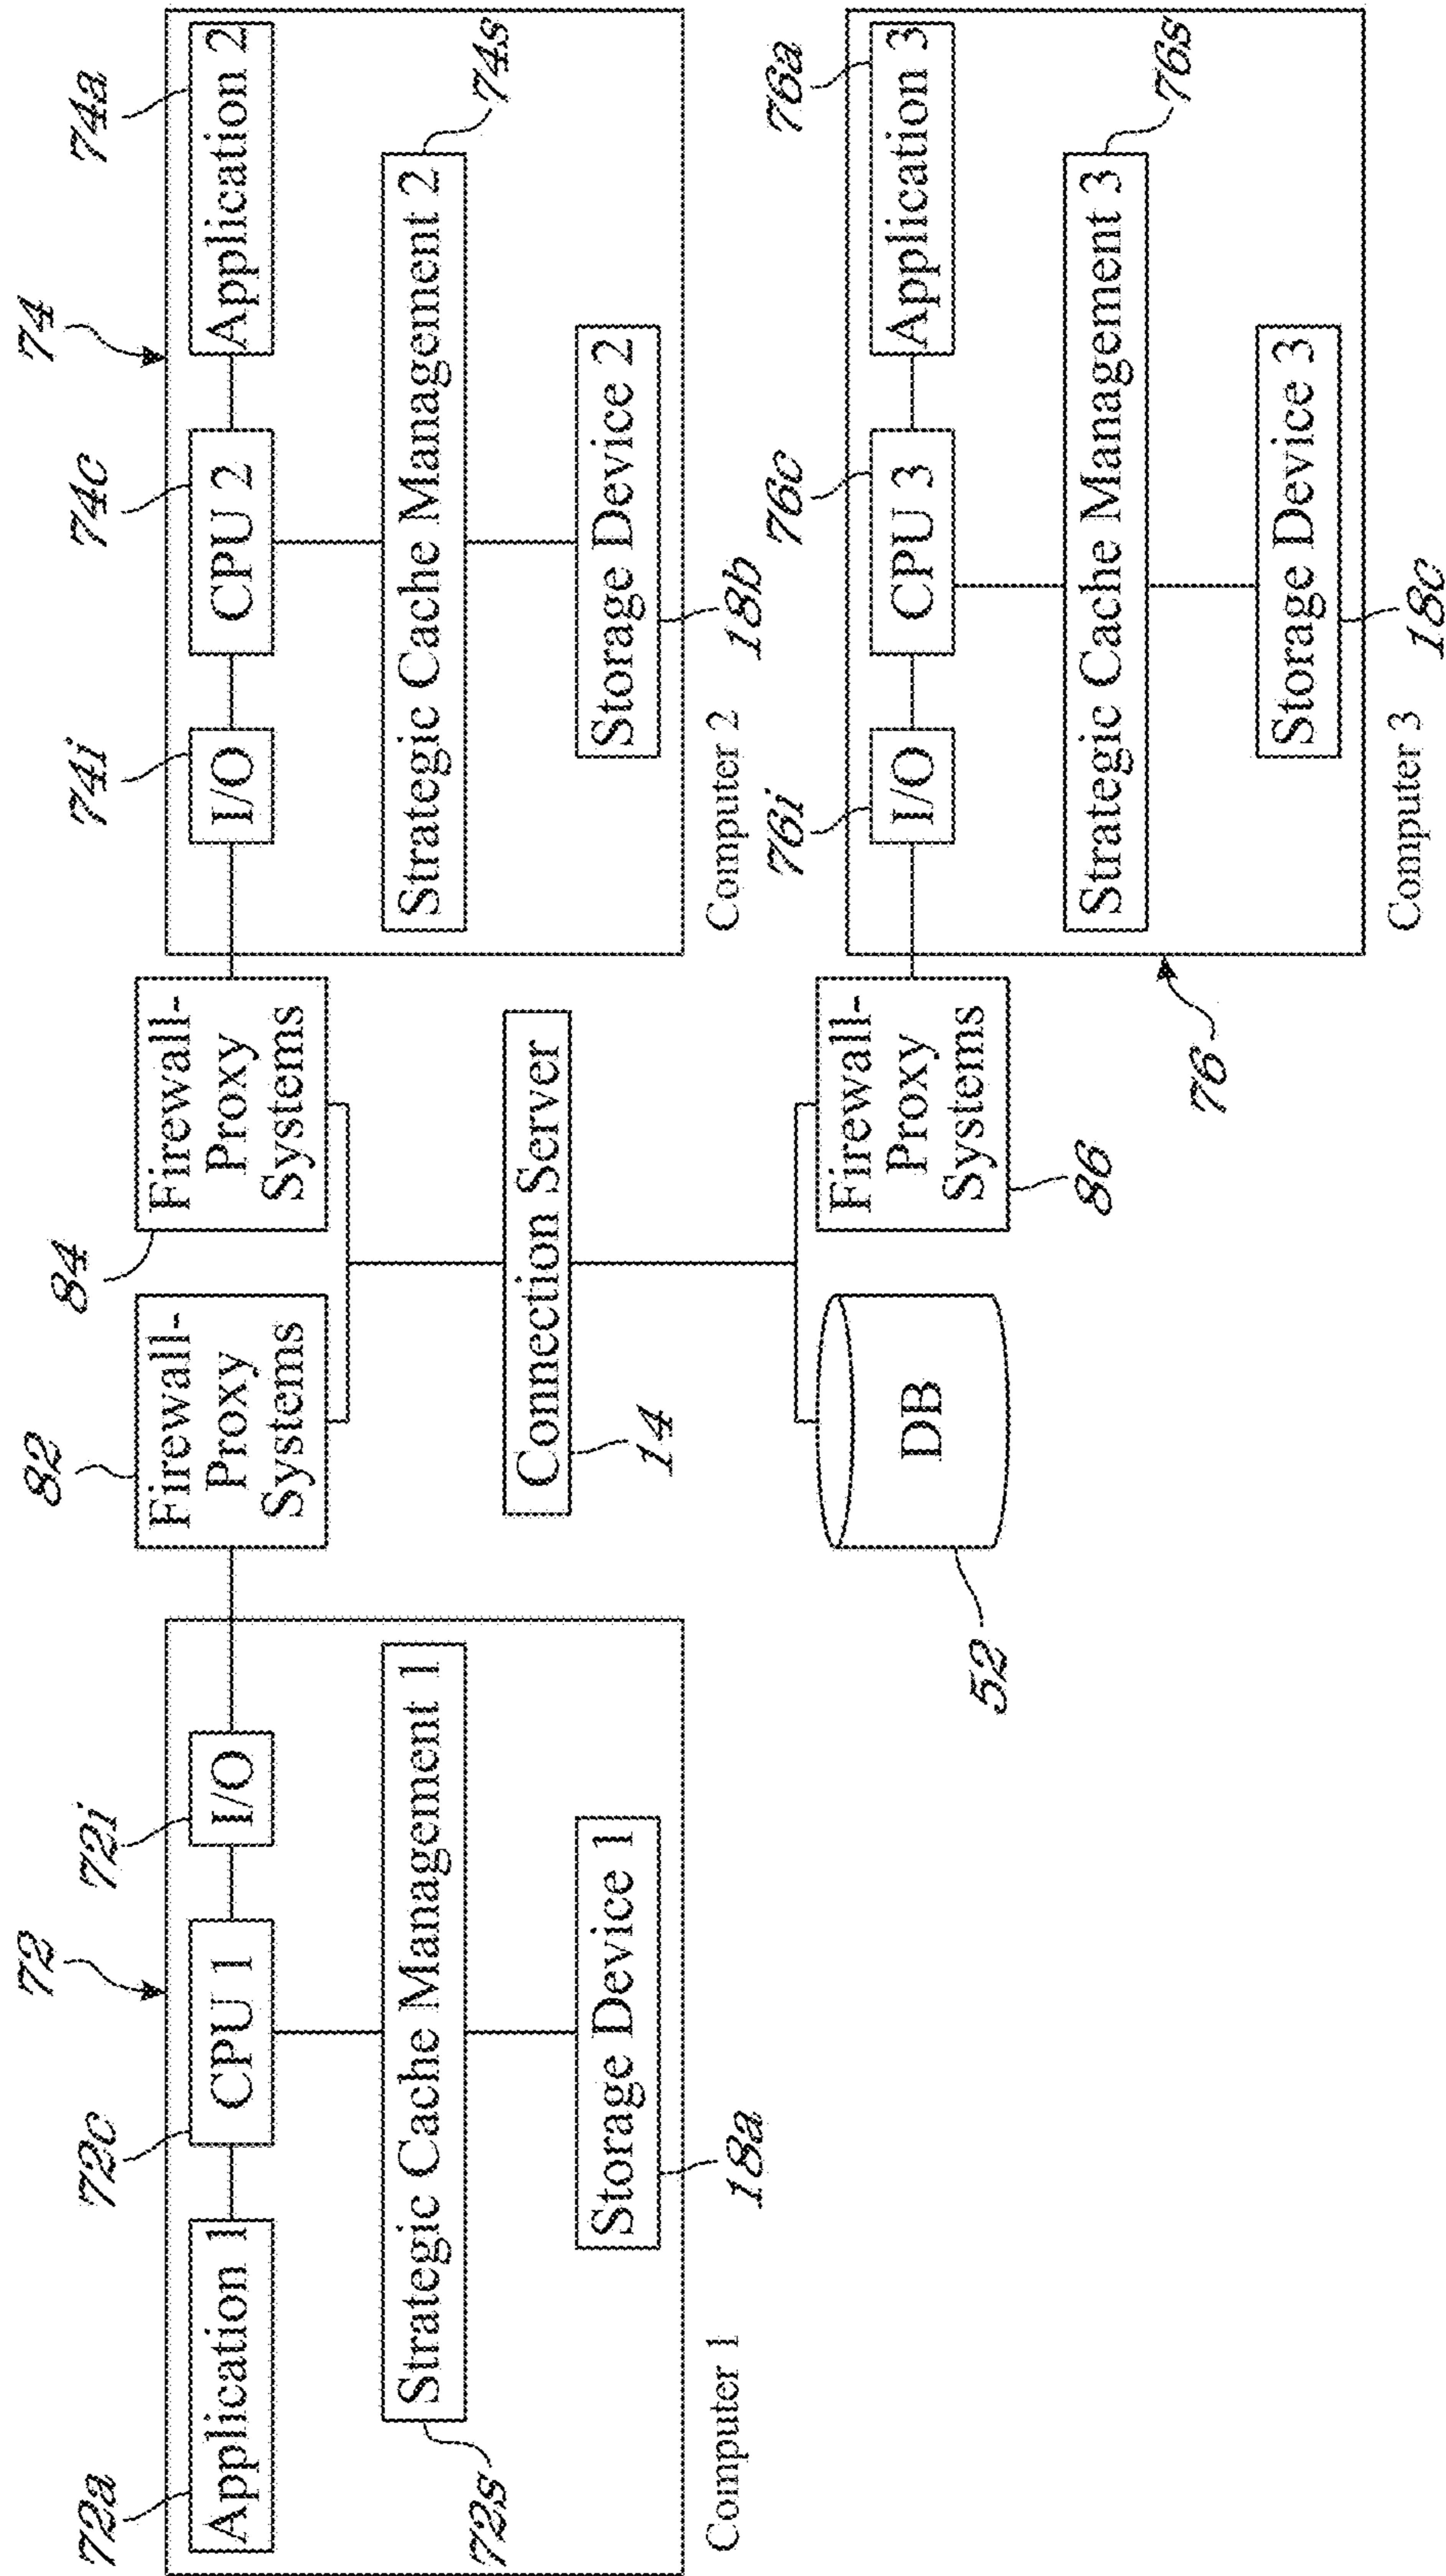 72
72a
72c
72i
Application 1
CPU 1
I/O
Strategic Cache Management 1
72s
Storage Device 1
18a
Computer 1
82
Firewall-
Proxy
Systems
84
Firewall-
Proxy
Systems
Connection Server
14
DB
52
Firewall-
Proxy
Systems
86
74
74i
74c
74a
I/O
CPU 2
Application 2
Strategic Cache Management 2
74s
Storage Device 2
18b
Computer 2
76i
76c
76a
I/O
CPU 3
Application 3
Strategic Cache Management 3
76s
Storage Device 3
18c
Computer 3
76